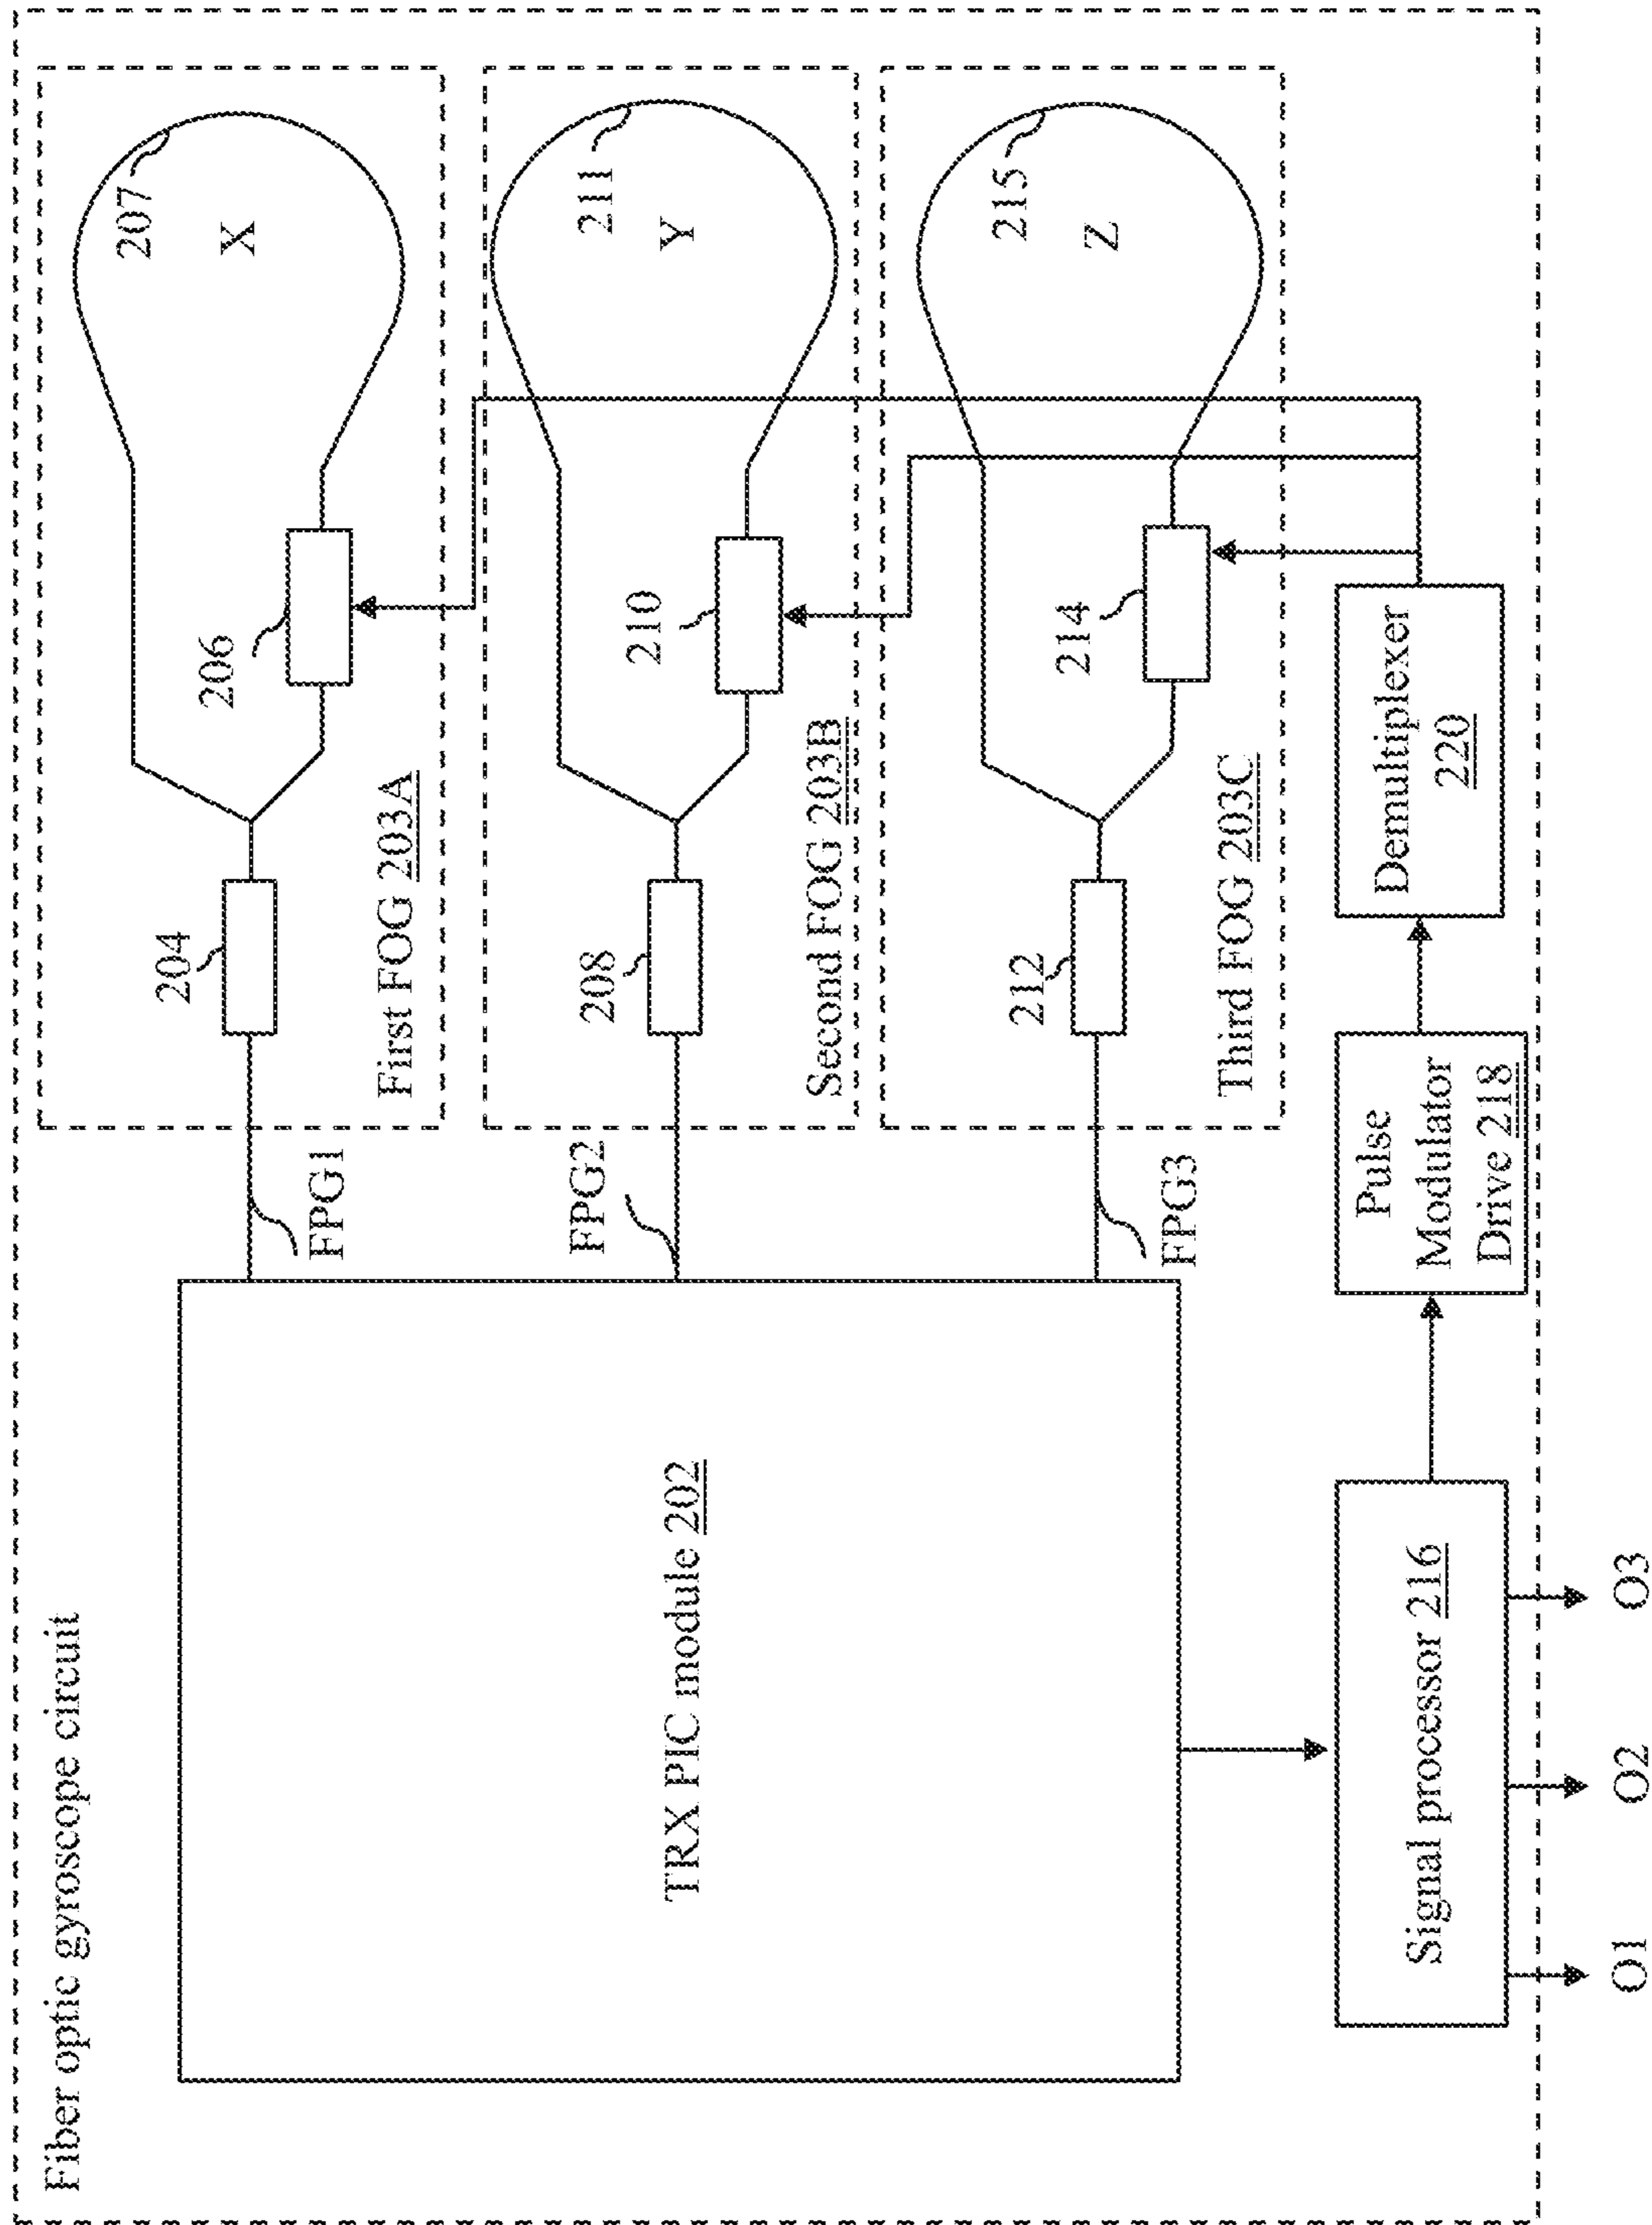 Fiber optic gyroscope circuit
TRX PIC module 202
FPG1
FPG2
FPG3
204
206
207
X
First FOG 203A
208
210
211
Y
Second FOG 203B
212
214
215
Z
Third FOG 203C
Signal processor 216
Pulse
Modulator
Drive 218
Demultiplexer
220
O1
O2
O3